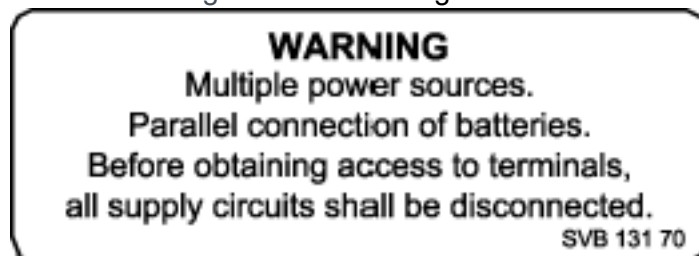 WARNING
Multiple power sources.
Parallel connection of batteries.
Before obtaining access to terminals,
all supply circuits shall be disconnected.
SVB 131 70